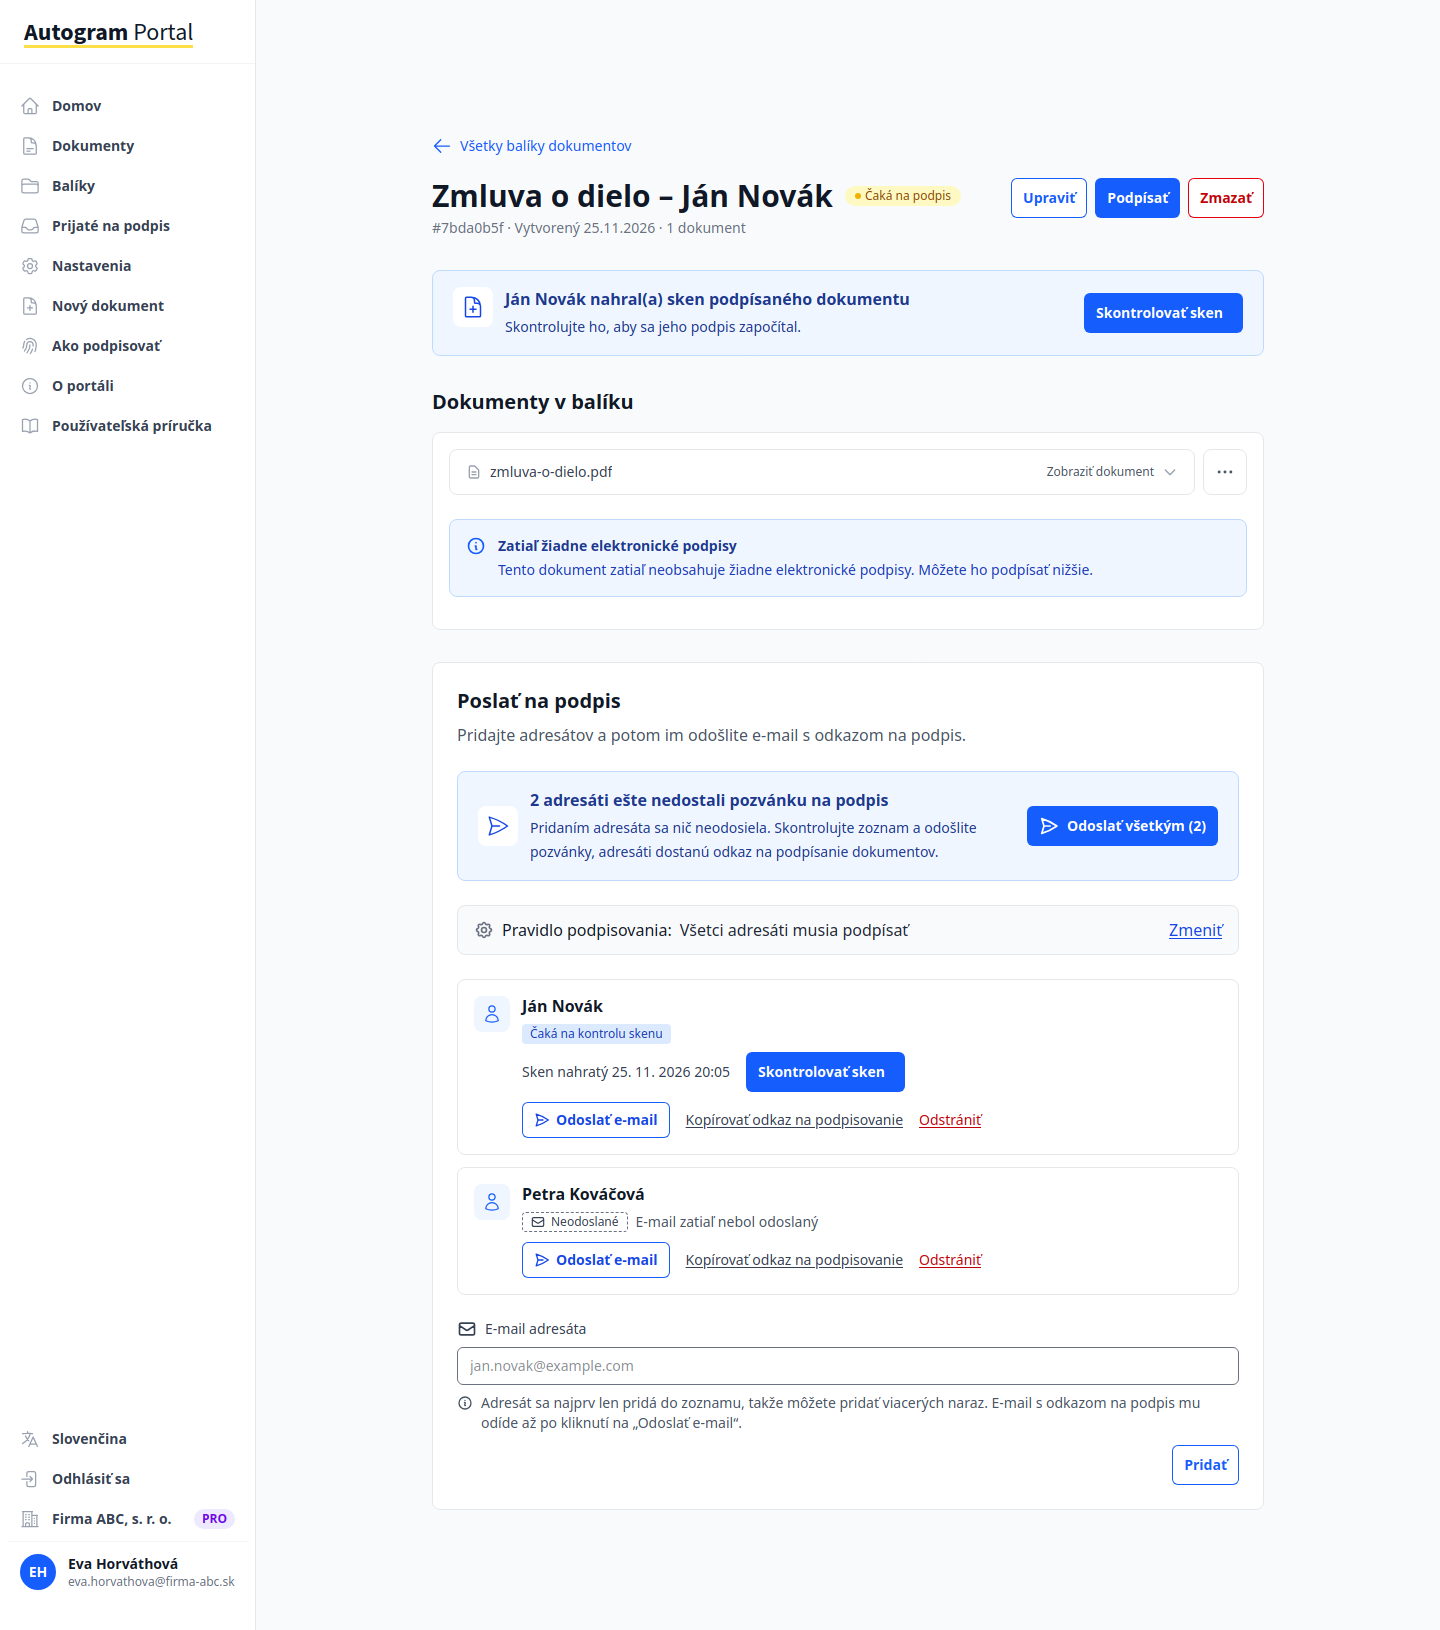 Autogram Portal
Domov
Dokumenty
Balíky
Prijaté na podpis
Nastavenia
Nový dokument
Ako podpisovať
O portáli
Používateľská príručka
Slovenčina
Odhlásiť sa
Firma ABC, s. r. o. PRO
EH
Eva Horváthová
eva.horvathova@firma-abc.sk
Všetky balíky dokumentov
Zmluva o dielo – Ján Novák
Čaká na podpis
Upraviť
Podpísať
Zmazať
#7bda0b5f · Vytvorený 25.11.2026 · 1 dokument
Ján Novák nahral(a) sken podpísaného dokumentu
Skontrolujte ho, aby sa jeho podpis započítal.
Skontrolovať sken
Dokumenty v balíku
zmluva-o-dielo.pdf
Zobraziť dokument
Zatiaľ žiadne elektronické podpisy
Tento dokument zatiaľ neobsahuje žiadne elektronické podpisy. Môžete ho podpísať nižšie.
Poslať na podpis
Pridajte adresátov a potom im odošlite e-mail s odkazom na podpis.
2 adresáti ešte nedostali pozvánku na podpis
Pridaním adresáta sa nič neodosiela. Skontrolujte zoznam a odošlite
pozvánky, adresáti dostanú odkaz na podpísanie dokumentov.
Odoslať všetkým (2)
Pravidlo podpisovania: Všetci adresáti musia podpísať
Zmeniť
Ján Novák
Čaká na kontrolu skenu
Sken nahratý 25. 11. 2026 20:05
Skontrolovať sken
Odoslať e-mail
Kopírovať odkaz na podpisovanie
Odstrániť
Petra Kováčová
Neodoslané
E-mail zatiaľ nebol odoslaný
Odoslať e-mail
Kopírovať odkaz na podpisovanie
Odstrániť
E-mail adresáta
jan.novak@example.com
Adresát sa najprv len pridá do zoznamu, takže môžete pridať viacerých naraz. E-mail s odkazom na podpis mu
odíde až po kliknutí na „Odoslať e-mail“.
Pridať